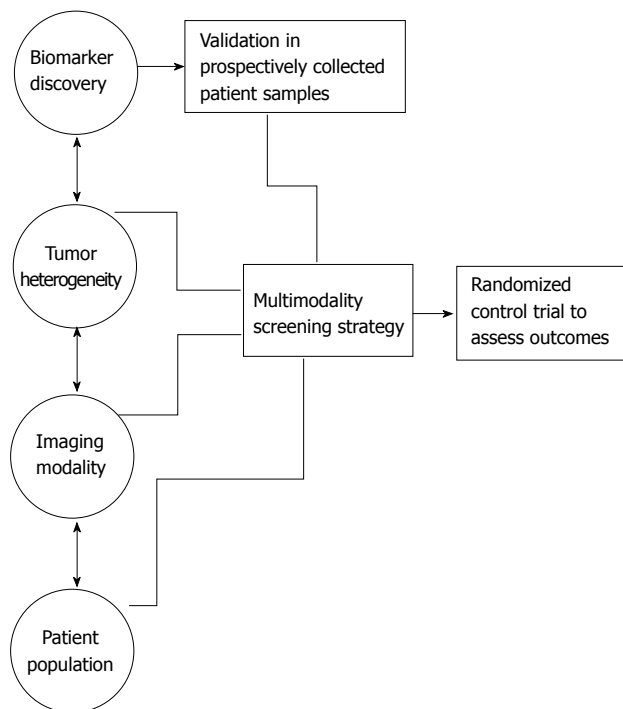 Biomarker
discovery
Validation in
prospectively collected
patient samples
Tumor
heterogeneity
Multimodality
screening strategy
Randomized
control trial to
assess outcomes
Imaging
modality
Patient
population